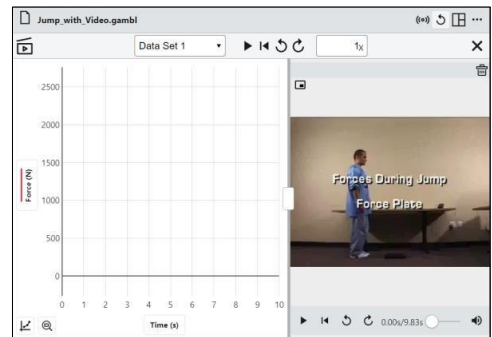 Jump_with_Video.gambl
Data Set 1
1x
2500
2000
1500
1000
500
0
Force (N)
0 1 2 3 4 5 6 7 8 9 10
Time (s)
Forces During Jump
Force Plate
0.00s/9.83s